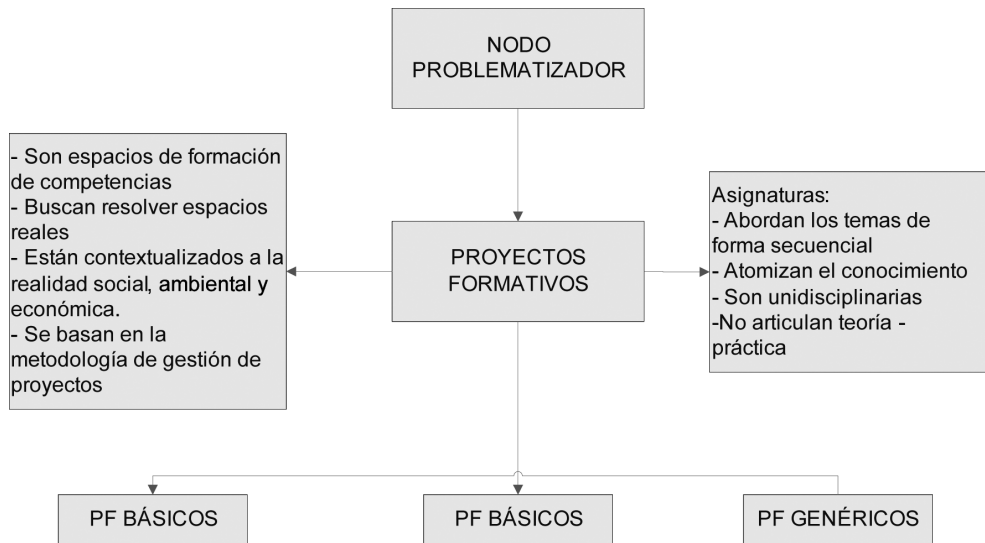 NODO
PROBLEMATIZADOR
- Son espacios de formación
de competencias
- Buscan resolver espacios
reales
- Están contextualizados a la
realidad social, ambiental y
económica.
- Se basan en la
metodología de gestión de
proyectos
PROYECTOS
FORMATIVOS
Asignaturas:
- Abordan los temas de
forma secuencial
- Atomizan el conocimiento
- Son unidisciplinarias
-No articulan teoría -
práctica
PF BÁSICOS
PF BÁSICOS
PF GENÉRICOS